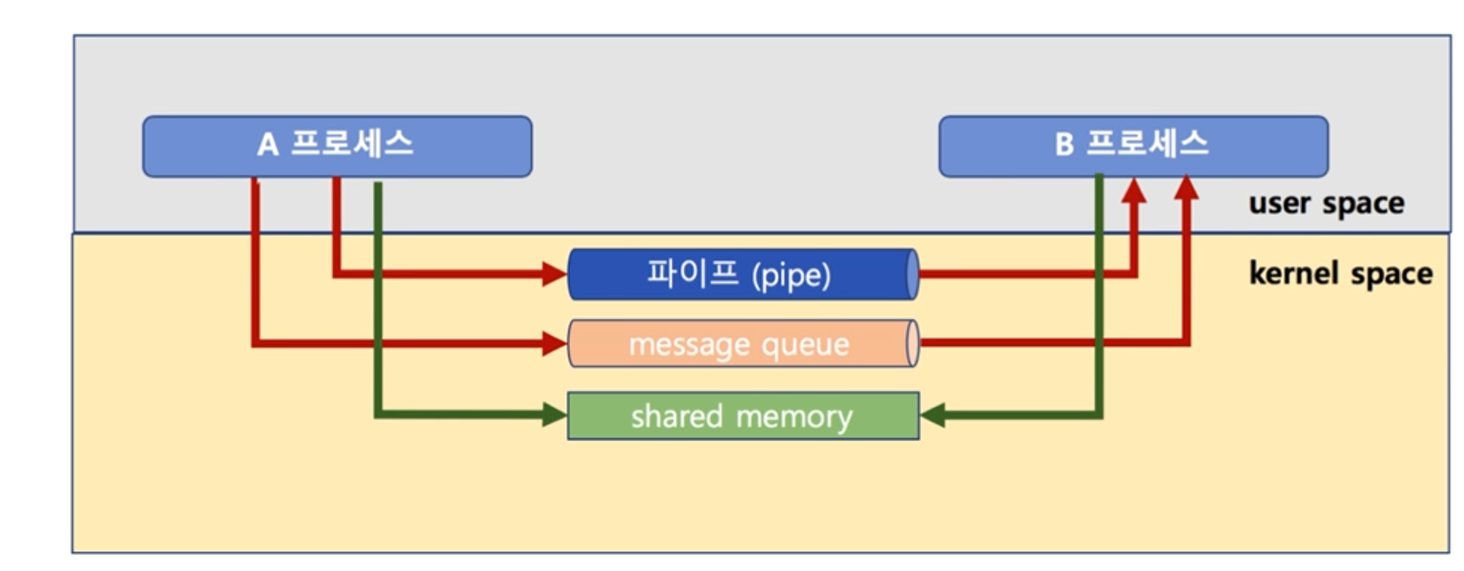 A 프로세스
B 프로세스
user space
파이프 (pipe)
kernel space
message queue
shared memory